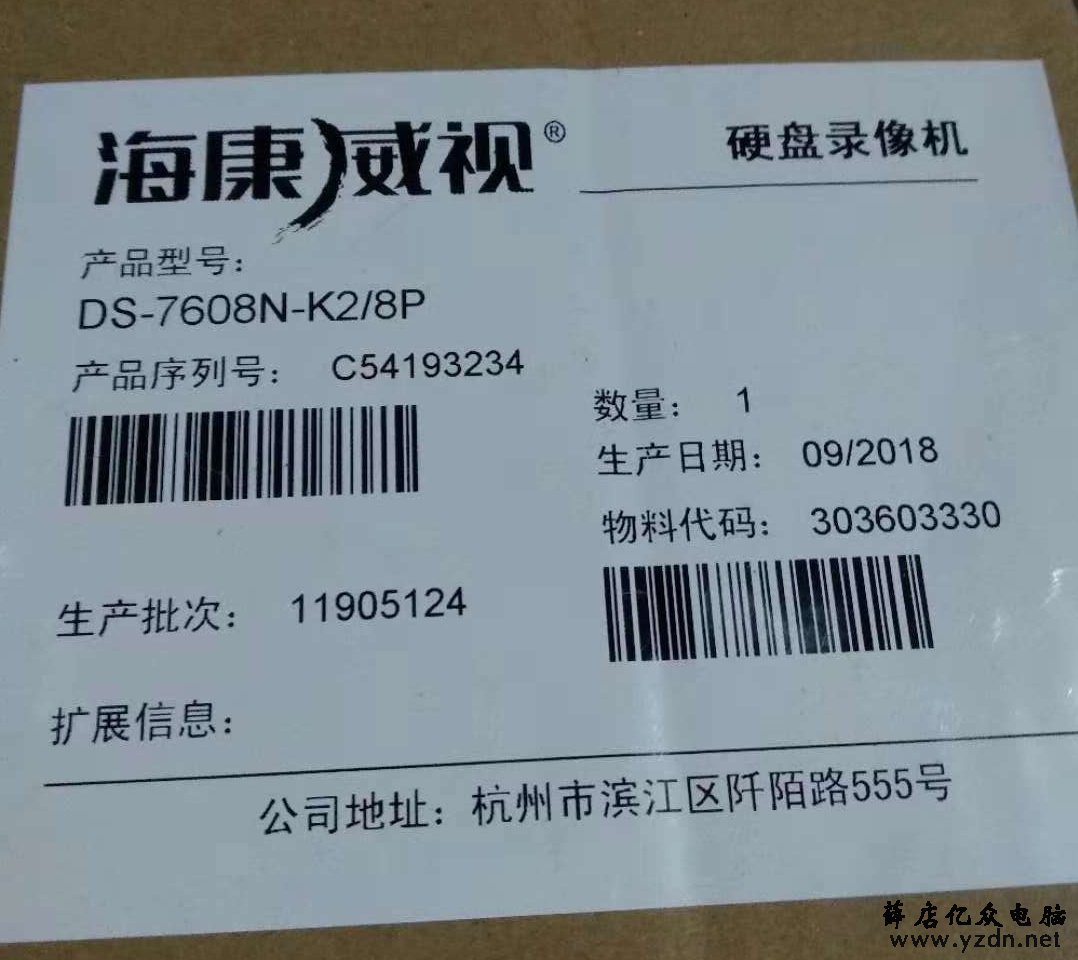 海康威视®
硬盘录像机
产品型号：
DS-7608N-K2/8P
产品序列号： C54193234
数量： 1
生产日期： 09/2018
物料代码： 303603330
生产批次： 11905124
扩展信息：
公司地址：杭州市滨江区阡陌路555号
薛店亿众电脑
www.yzdn.net